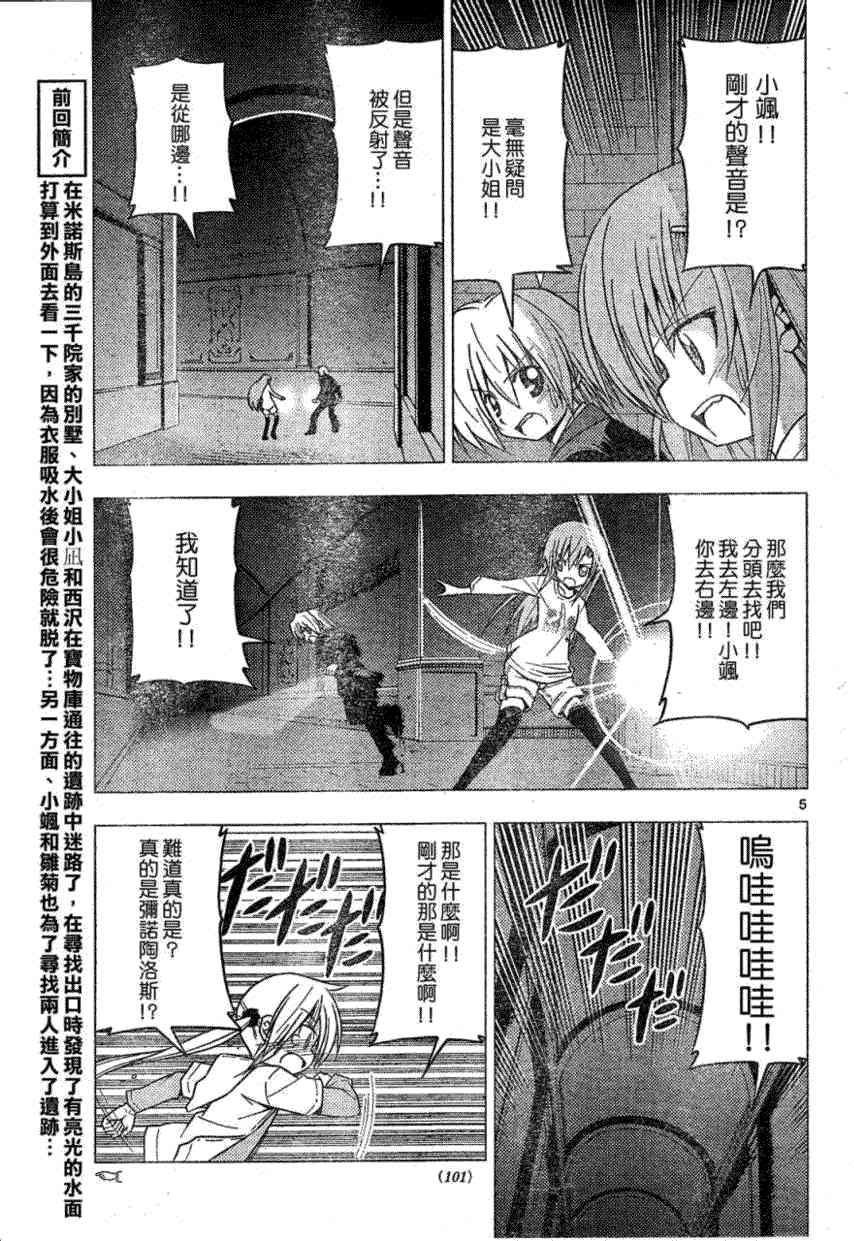 小颯!!
剛才的聲音是!?
毫無疑問
是大小姐!!
但是聲音
被反射了…!!
是從哪邊…!!
前回簡介
在米諾斯島的三千院家的別墅、大小姐小凪和西沢在寶物庫通往的遺跡中迷路了,在尋找出口時發現了有亮光的水面
打算到外面去看一下,因為衣服吸水後會很危險就脱了…另一方面、小颯和雛菊也為了尋找兩人進入了遺跡…
那麼我們
分頭去找吧!!
我去左邊!小颯
你去右邊!!
我知道了!!
5
嗚哇哇哇哇!!
だだ
那是什麼啊!!
剛才的那是什麼啊!!
だだだ
難道真的是?
真的是彌諾陶洛斯!?
(101)